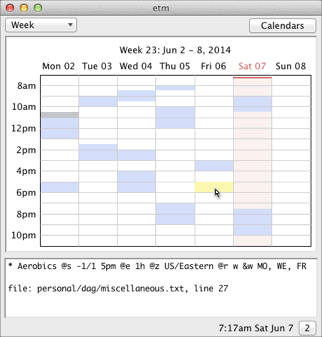 etm
Week
Calendars
Week 23: Jun 2 - 8, 2014
Mon 02 Tue 03 Wed 04 Thu 05 Fri 06 Sat 07 Sun 08
8am
10am
12pm
2pm
4pm
6pm
8pm
10pm
* Aerobics @s -1/1 5pm @e 1h @z US/Eastern @r w &w MO, WE, FR
file: personal/dag/miscellaneous.txt, line 27
7:17am Sat Jun 7 2